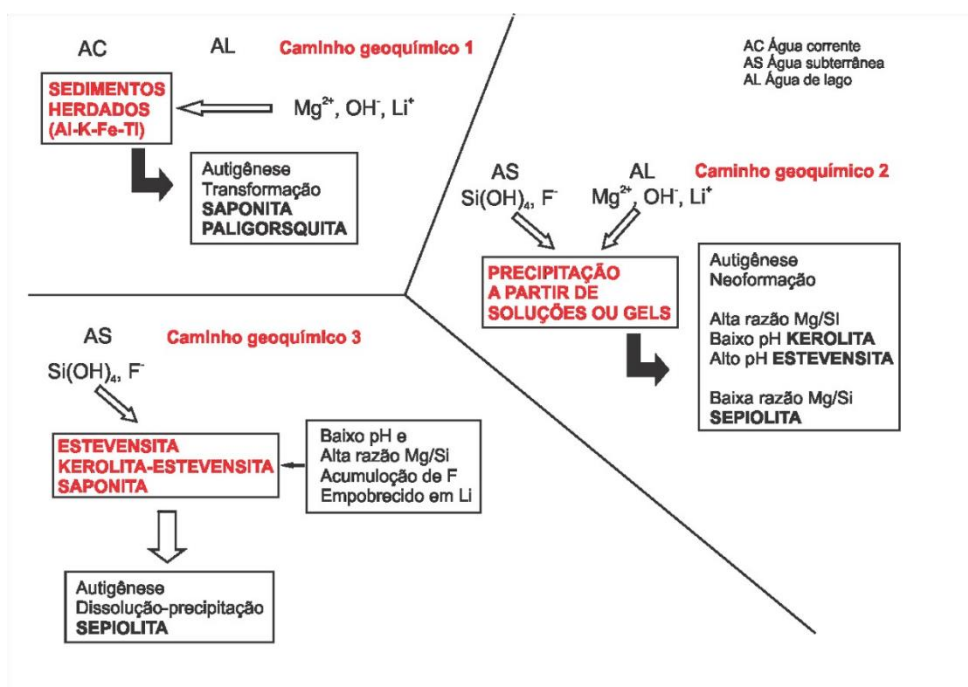 AC
AL
Caminho geoquímico 1
SEDIMENTOS
HERDADOS
(Al-K-Fe-TI)
Mg²⁺, OH⁻, Li⁺
Autigênese
Transformação
SAPONITA
PALIGORSQUITA
AC Água corrente
AS Água subterrânea
AL Água de lago
AS
AL
Caminho geoquímico 2
Si(OH)₄, F⁻
Mg²⁺, OH⁻, Li⁺
PRECIPITAÇÃO
A PARTIR DE
SOLUÇÕES OU GELS
Autigênese
Neoformação
Alta razão Mg/SI
Baixo pH KEROLITA
Alto pH ESTEVENSITA
Baixa razão Mg/Si
SEPIOLITA
AS
Caminho geoquímico 3
Si(OH)₄, F⁻
ESTEVENSITA
KEROLITA-ESTEVENSITA
SAPONITA
Baixo pH e
Alta razão Mg/Si
Acumuloção de F
Empobrecido em Li
Autigênese
Dissolução-precipitação
SEPIOLITA